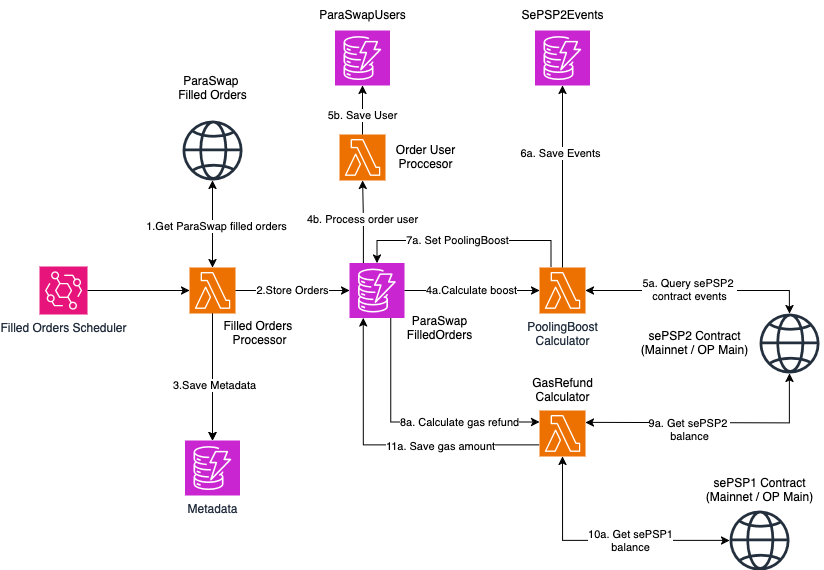 ParaSwapUsers
SePSP2Events
ParaSwap
Filled Orders
5b. Save User
Order User
Proccesor
6a. Save Events
4b. Process order user
1.Get ParaSwap filled orders
7a. Set PoolingBoost
2.Store Orders
4a.Calculate boost
5a. Query sePSP2
contract events
Filled Orders Scheduler
Filled Orders
Processor
ParaSwap
FilledOrders
PoolingBoost
Calculator
sePSP2 Contract
(Mainnet / OP Main)
3.Save Metadata
GasRefund
Calculator
8a. Calculate gas refund
9a. Get sePSP2
balance
11a. Save gas amount
Metadata
sePSP1 Contract
(Mainnet / OP Main)
10a. Get sePSP1
balance